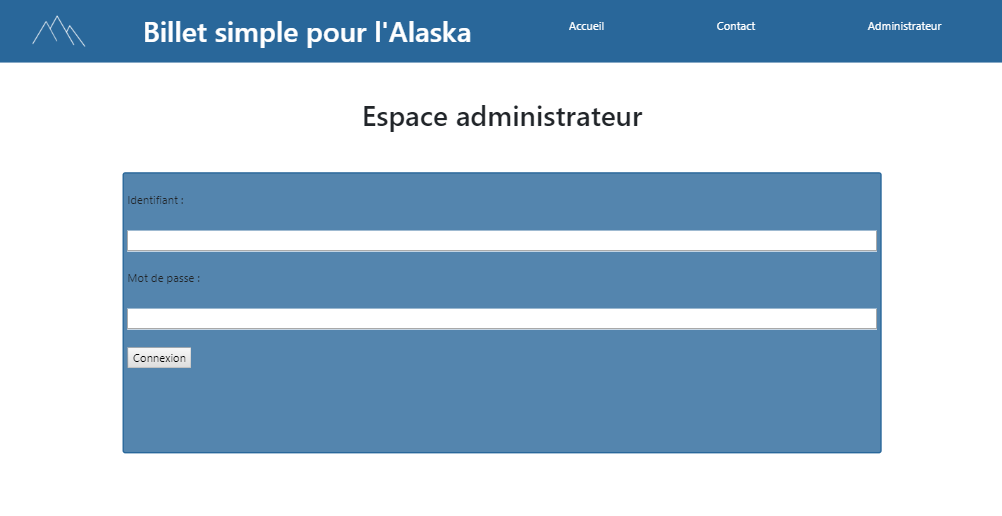 Billet simple pour l'Alaska
Accueil
Contact
Administrateur
Espace administrateur
Identifiant :
Mot de passe :
Connexion